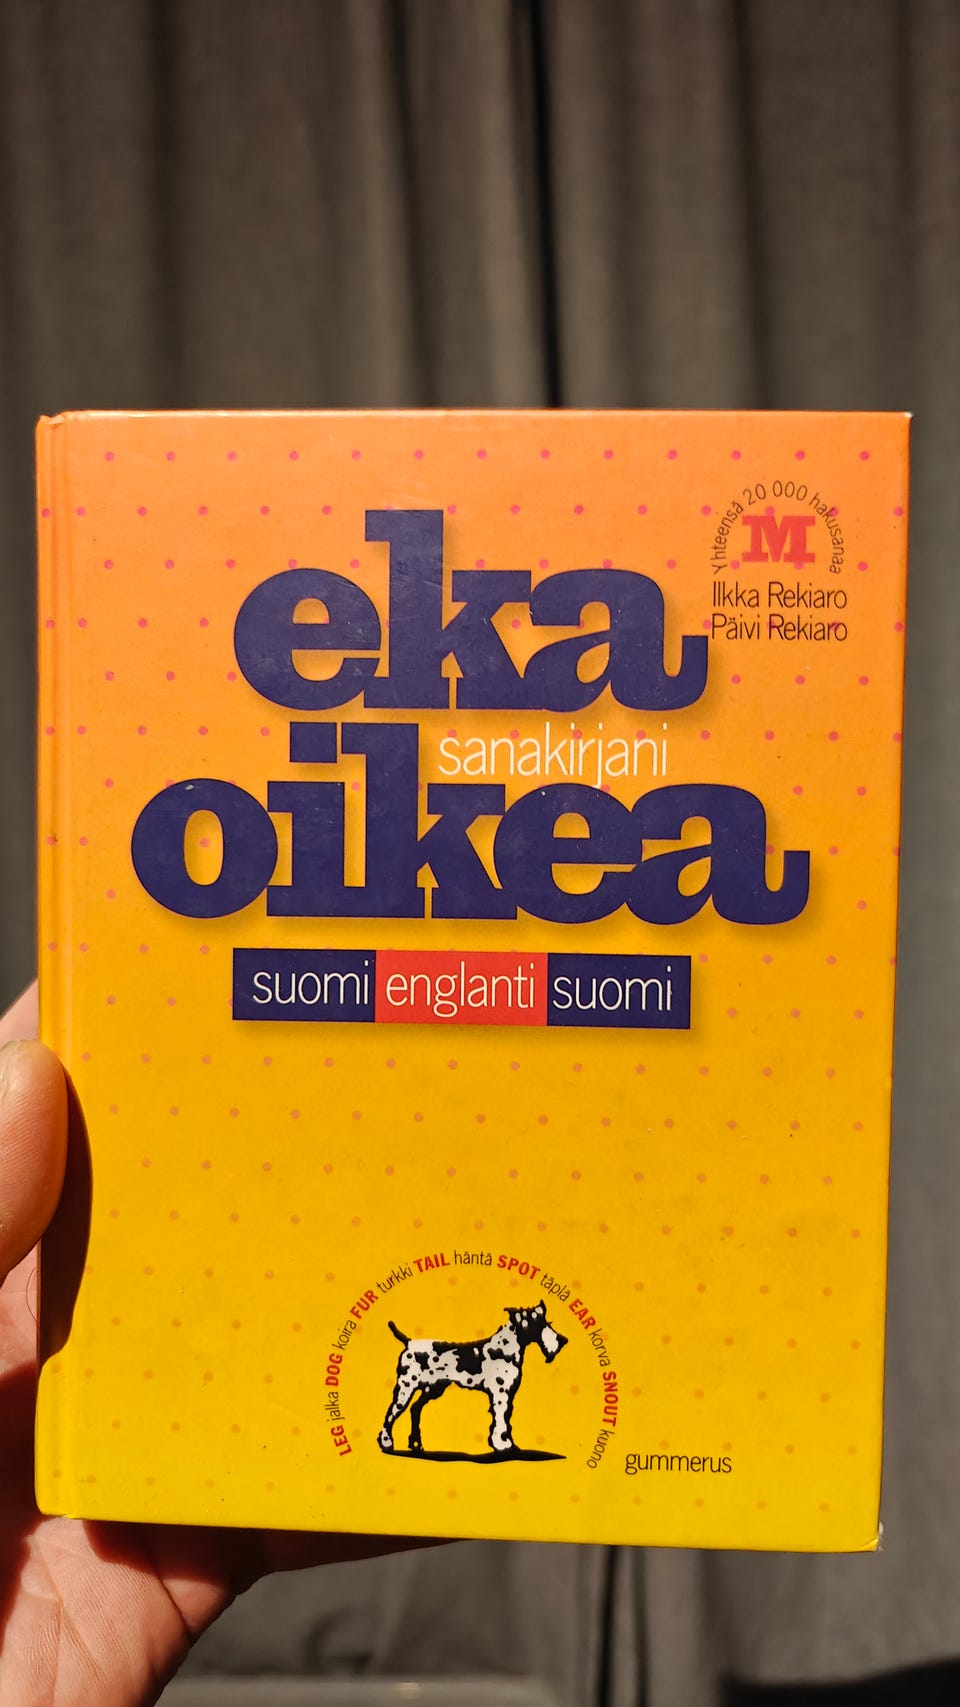 Yhteensä 20 000 hakusanaa
M
Ilkka Rekiaro
Päivi Rekiaro
eka
sanakirjani
oikea
suomi englanti suomi
LEG jalka DOG koira FUR turkki TAIL häntä SPOT täplä EAR korva SNOUT kuono
gummerus